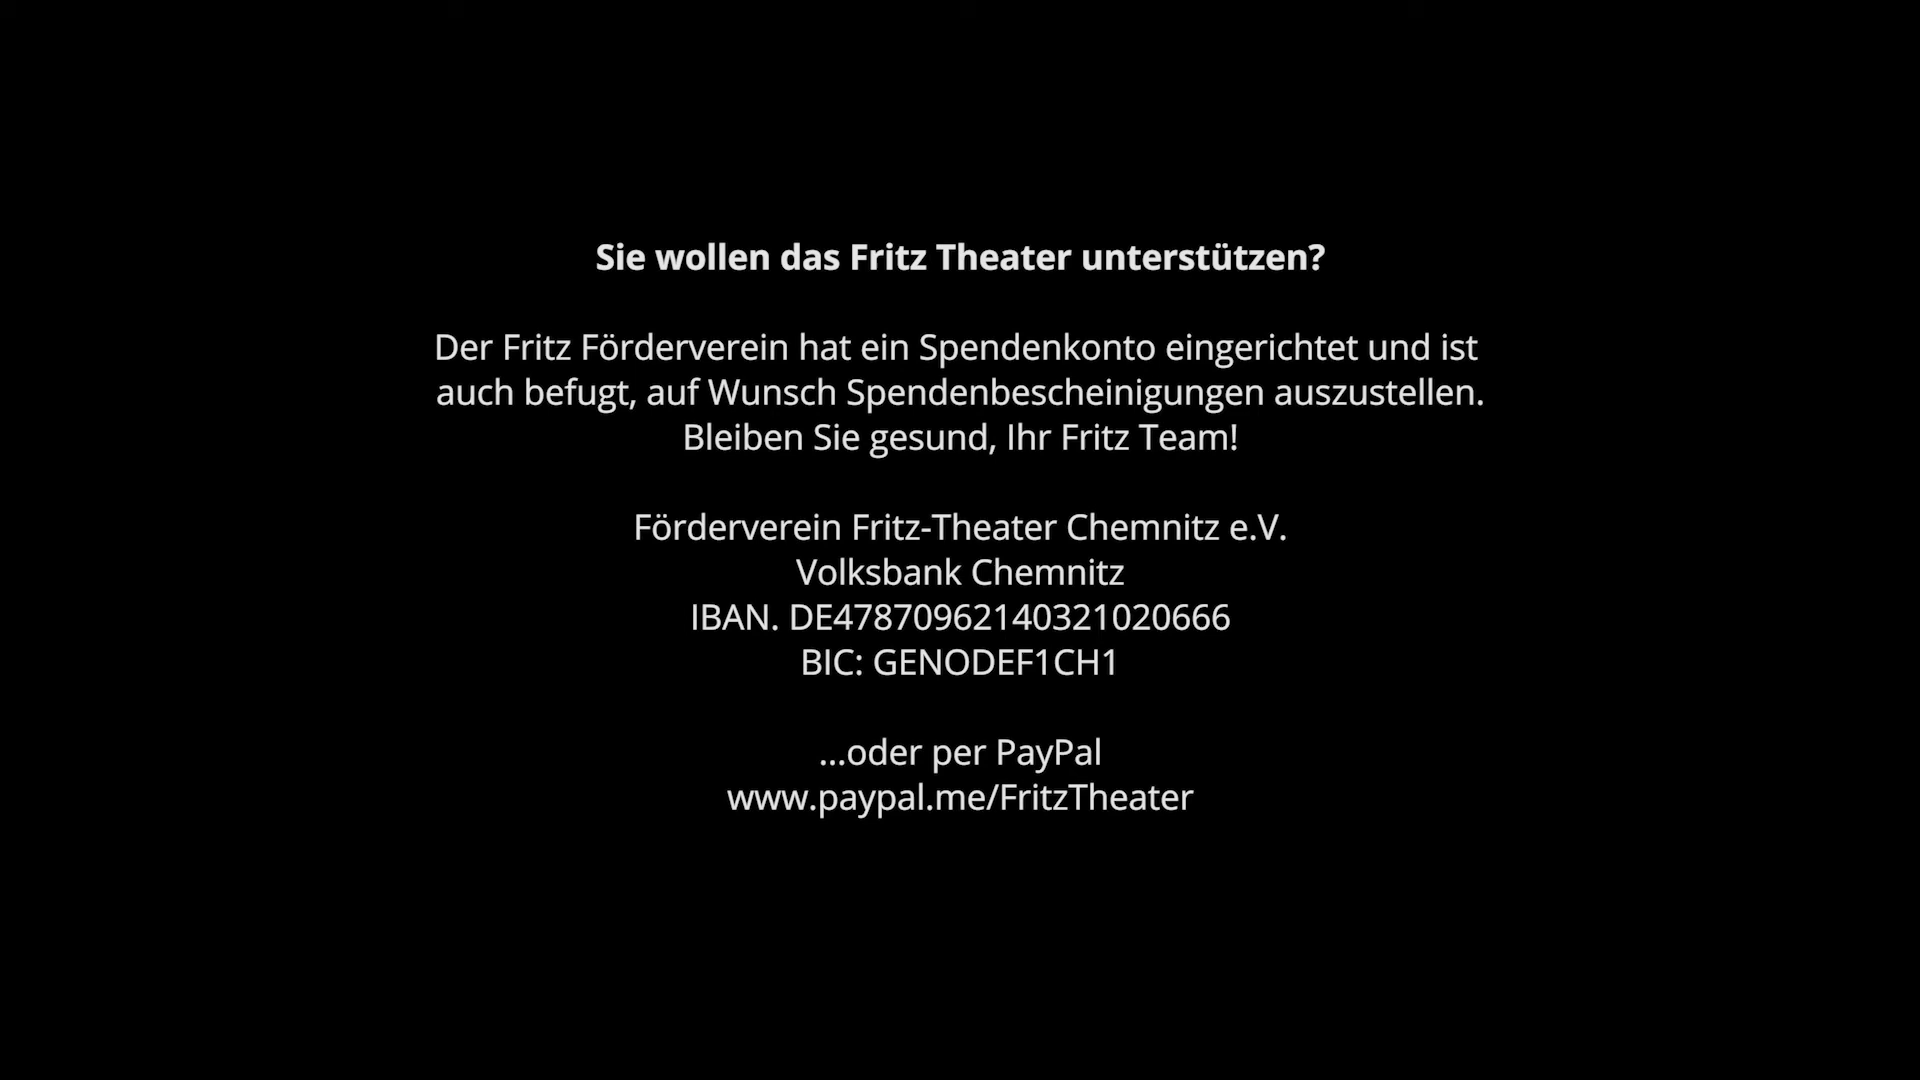 Sie wollen das Fritz Theater unterstützen?
Der Fritz Förderverein hat ein Spendenkonto eingerichtet und ist
auch befugt, auf Wunsch Spendenbescheinigungen auszustellen.
Bleiben Sie gesund, Ihr Fritz Team!
Förderverein Fritz-Theater Chemnitz e.V.
Volksbank Chemnitz
IBAN. DE47870962140321020666
BIC: GENODEF1CH1
...oder per PayPal
www.paypal.me/FritzTheater